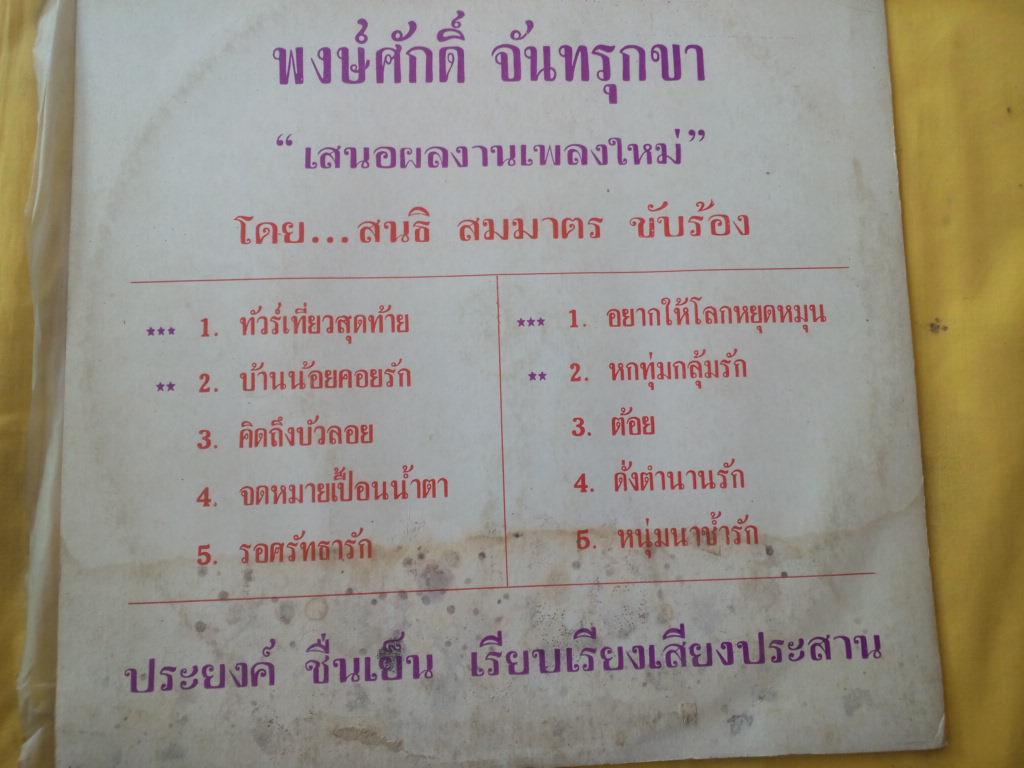 พงษ์ศักดิ์ จันทรุกขา
“เสนอผลงานเพลงใหม่”
โดย...สนธิ สมมาตร ขับร้อง
*** 1. ทัวร์เที่ยวสุดท้าย
** 2. บ้านน้อยคอยรัก
3. คิดถึงบัวลอย
4. จดหมายเปื้อนน้ำตา
5. รอศรัทธารัก
*** 1. อยากให้โลกหยุดหมุน
** 2. หกทุ่มกลุ้มรัก
3. ต้อย
4. ดั่งตำนานรัก
5. หนุ่มนาช้ำรัก
ประยงค์ ชื่นเย็น เรียบเรียงเสียงประสาน